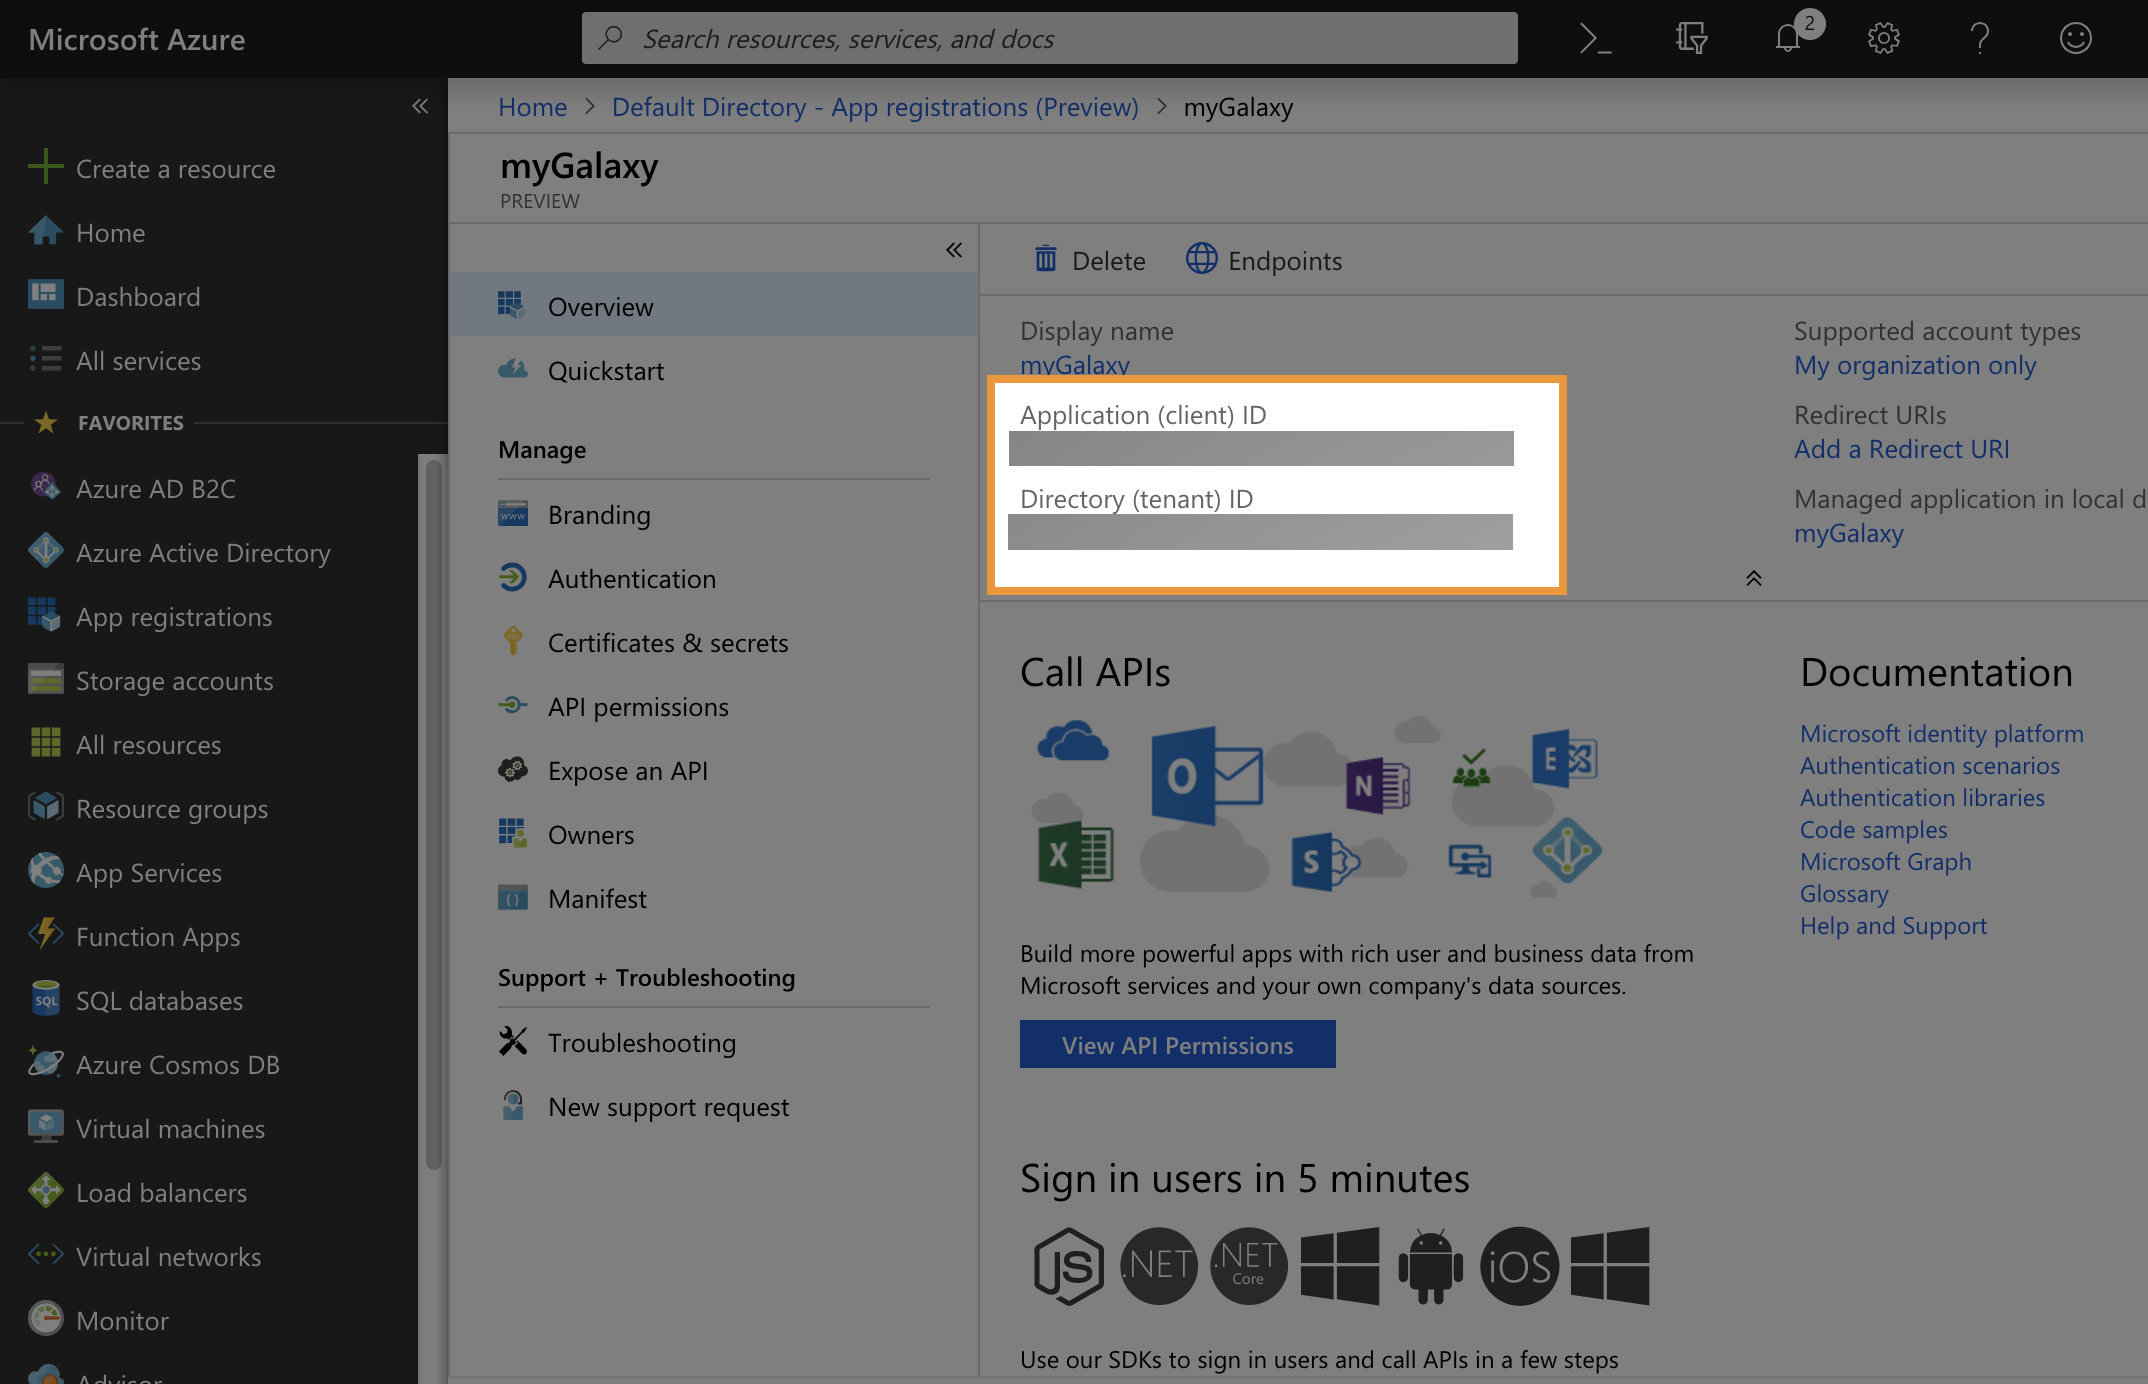 Microsoft Azure
Search resources, services, and docs
2
Home > Default Directory - App registrations (Preview) > myGalaxy
Create a resource
Home
Dashboard
All services
FAVORITES
Azure AD B2C
Azure Active Directory
App registrations
Storage accounts
All resources
Resource groups
App Services
Function Apps
SQL
SQL databases
Azure Cosmos DB
Virtual machines
Load balancers
Virtual networks
Monitor
Advisor
myGalaxy
PREVIEW
Overview
Quickstart
Manage
www
Branding
Authentication
Certificates & secrets
API permissions
Expose an API
Owners
Manifest
Support + Troubleshooting
Troubleshooting
New support request
Delete
Endpoints
Display name
myGalaxy
Application (client) ID
Directory (tenant) ID
Supported account types
My organization only
Redirect URIs
Add a Redirect URI
Managed application in local d
myGalaxy
Call APIs
O
N
E
X
S
Build more powerful apps with rich user and business data from
Microsoft services and your own company's data sources.
View API Permissions
Sign in users in 5 minutes
JS
.NET
.NET
Core
iOS
Use our SDKs to sign in users and call APIs in a few steps
Documentation
Microsoft identity platform
Authentication scenarios
Authentication libraries
Code samples
Microsoft Graph
Glossary
Help and Support